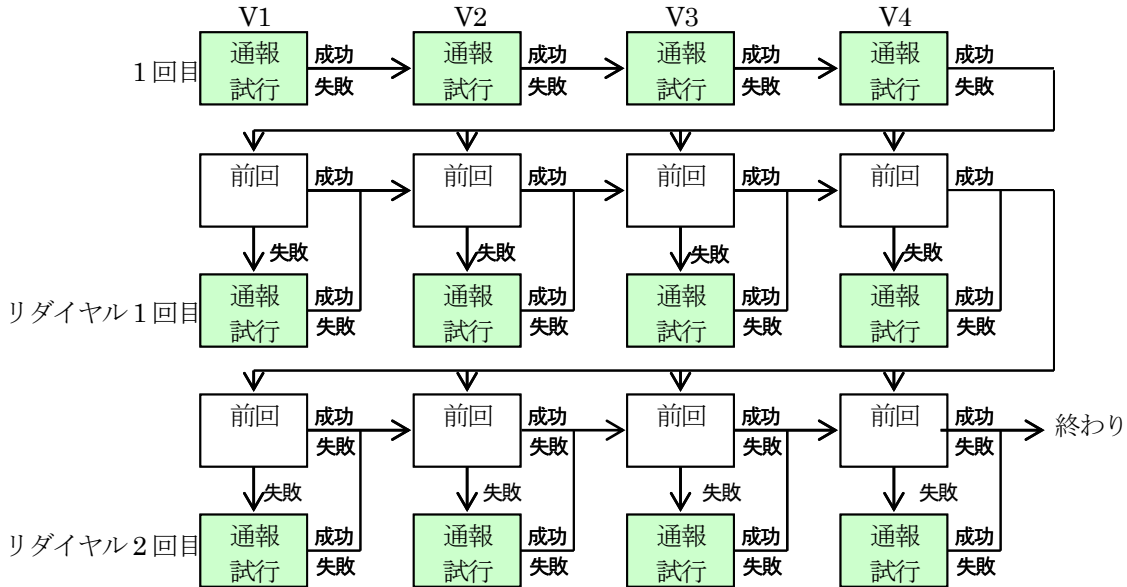 V1 V2 V3 V4
1回目 通報 成功 通報 成功 通報 成功 通報 成功
試行 失敗 試行 失敗 試行 失敗 試行 失敗
前回 成功 前回 成功 前回 成功 前回 成功
失敗 失敗 失敗 失敗
リダイヤル1回目 通報 成功 通報 成功 通報 成功 通報 成功
試行 失敗 試行 失敗 試行 失敗 試行 失敗
前回 成功 前回 成功 前回 成功 前回 成功 終わり
失敗 失敗 失敗 失敗
失敗 失敗 失敗 失敗
リダイヤル2回目 通報 成功 通報 成功 通報 成功 通報 成功
試行 失敗 試行 失敗 試行 失敗 試行 失敗